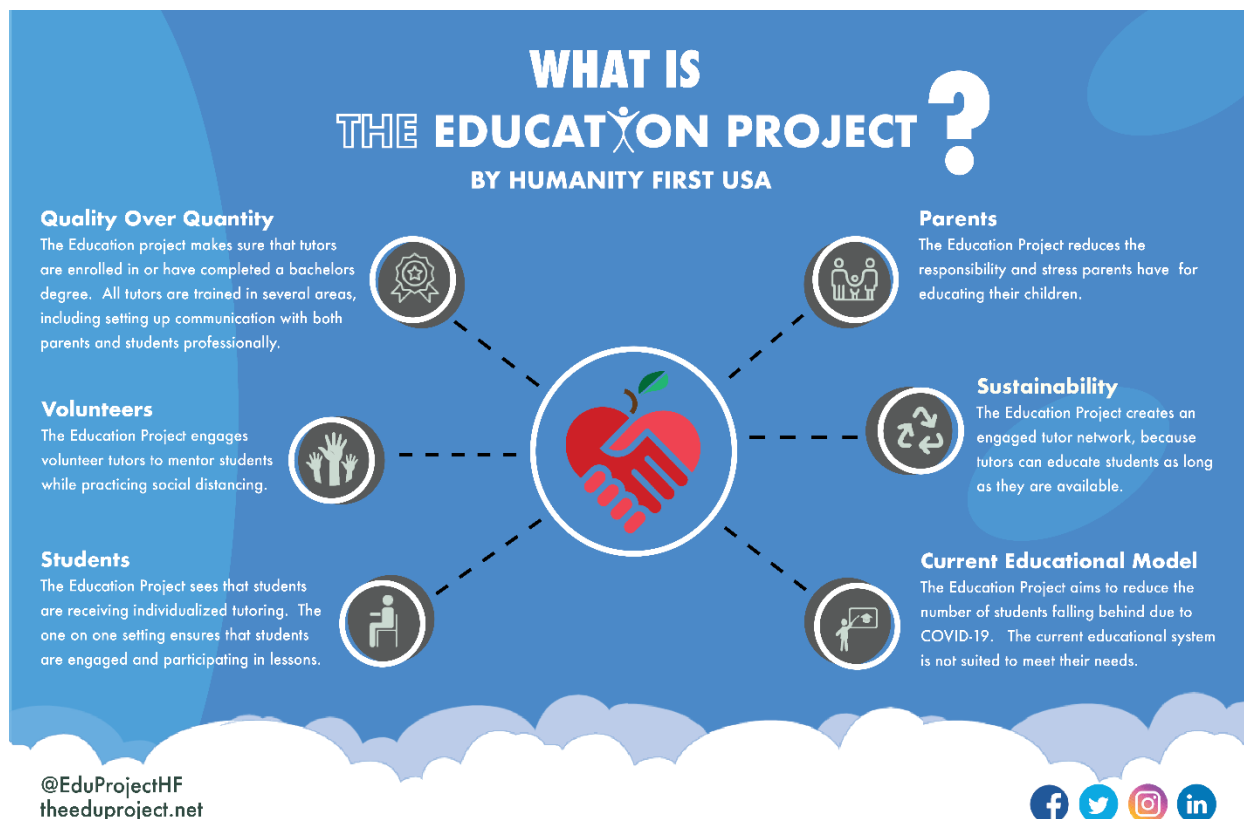 WHAT IS
THE EDUCATION PROJECT ?
BY HUMANITY FIRST USA
Quality Over Quantity
The Education project makes sure that tutors
are enrolled in or have completed a bachelors
degree. All tutors are trained in several areas,
including setting up communication with both
parents and students professionally.
Volunteers
The Education Project engages
volunteer tutors to mentor students
while practicing social distancing.
Students
The Education Project sees that students
are receiving individualized tutoring. The
one on one setting ensures that students
are engaged and participating in lessons.
Parents
The Education Project reduces the
responsibility and stress parents have for
educating their children.
Sustainability
The Education Project creates an
engaged tutor network, because
tutors can educate students as long
as they are available.
Current Educational Model
The Education Project aims to reduce the
number of students falling behind due to
COVID-19. The current educational system
is not suited to meet their needs.
@EduProjectHF
theeduproject.net